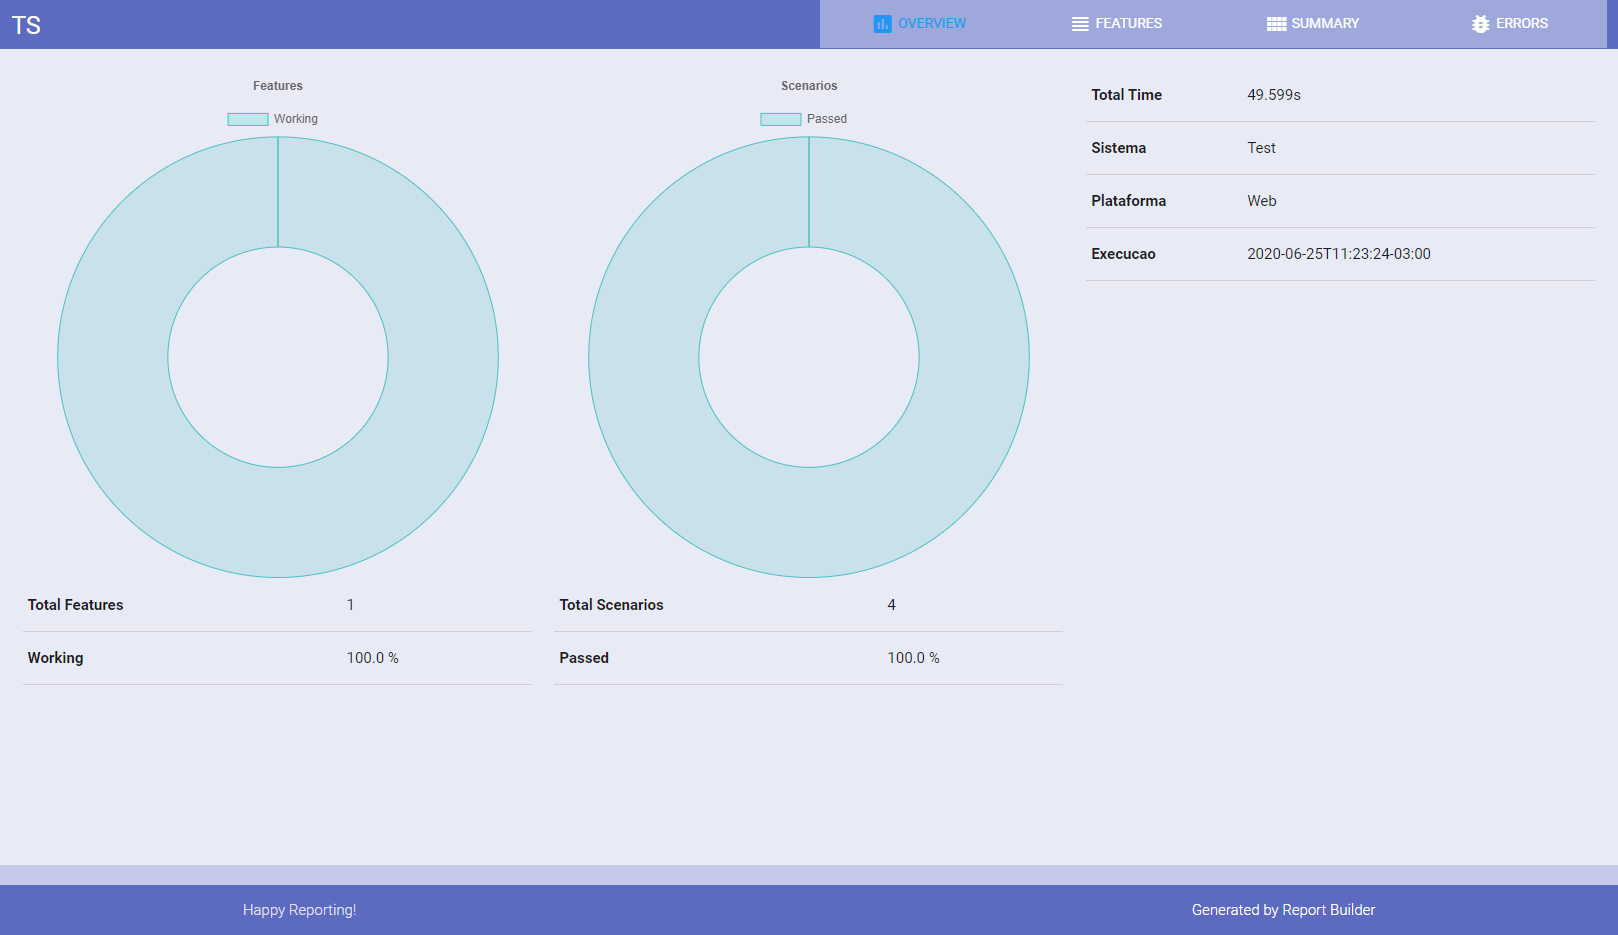 TS
OVERVIEW
FEATURES
SUMMARY
ERRORS
Features
Working
Total Features 1
Working 100.0 %
Scenarios
Passed
Total Scenarios 4
Passed 100.0 %
Total Time 49.599s
Sistema Test
Plataforma Web
Execucao 2020-06-25T11:23:24-03:00
Happy Reporting!
Generated by Report Builder